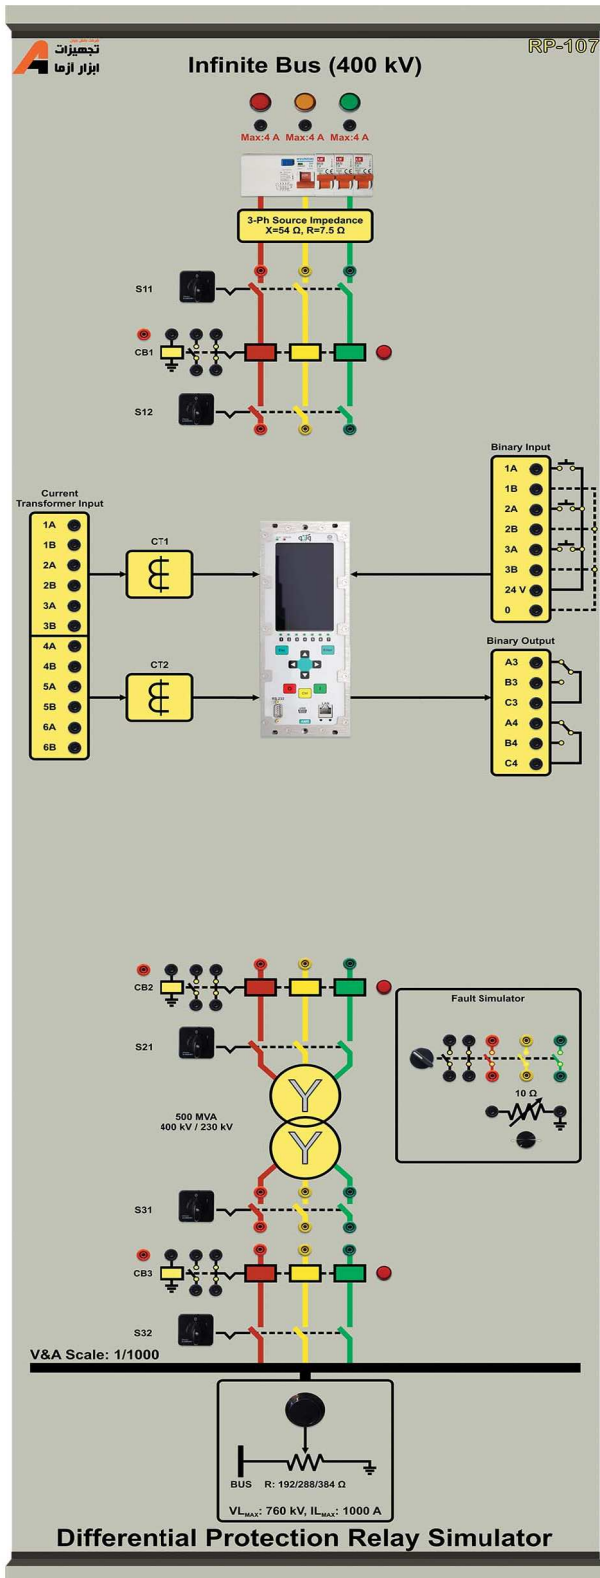 تجهیزات
ابزار آزما
RP-107
Infinite Bus (400 kV)
Max:4 A Max:4 A Max:4 A
3-Ph Source Impedance
X=54 Ω, R=7.5 Ω
S11
CB1
S12
Current
Transformer Input
1A
1B
2A
2B
3A
3B
4A
4B
5A
5B
6A
6B
CT1
CT2
RS232
LAN
Binary Input
1A
1B
2A
2B
3A
3B
24 V
0
Binary Output
A3
B3
C3
A4
B4
C4
CB2
S21
500 MVA
400 kV / 230 kV
Y
Y
Fault Simulator
10 Ω
S31
CB3
S32
V&A Scale: 1/1000
BUS R: 192/288/384 Ω
VLMAX: 760 kV, ILMAX: 1000 A
Differential Protection Relay Simulator